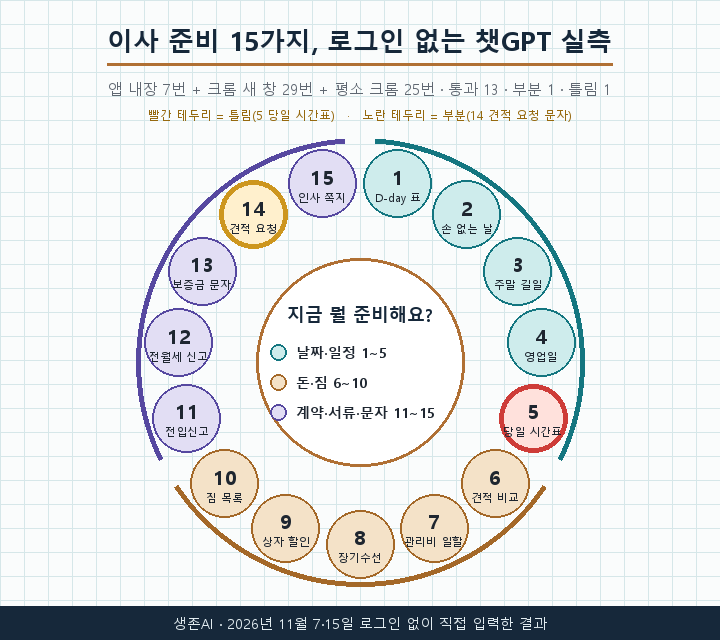 이사 준비 15가지, 로그인 없는 챗GPT 실측
앱 내장 7번 + 크롬 새 창 29번 + 평소 크롬 25번 · 통과 13 · 부분 1 · 틀림 1
빨간 테두리 = 틀림(5 당일 시간표) · 노란 테두리 = 부분(14 견적 요청 문자)
1
D-day 표
2
손 없는 날
3
주말 길일
4
영업일
5
당일 시간표
6
견적 비교
7
관리비 일할
8
장기수선
9
상자 할인
10
짐 목록
11
전입신고
12
전월세 신고
13
보증금 문자
14
견적 요청
15
인사 쪽지
지금 뭘 준비해요?
날짜·일정 1~5
돈·짐 6~10
계약·서류·문자 11~15
생존AI · 2026년 11월 7·15일 로그인 없이 직접 입력한 결과